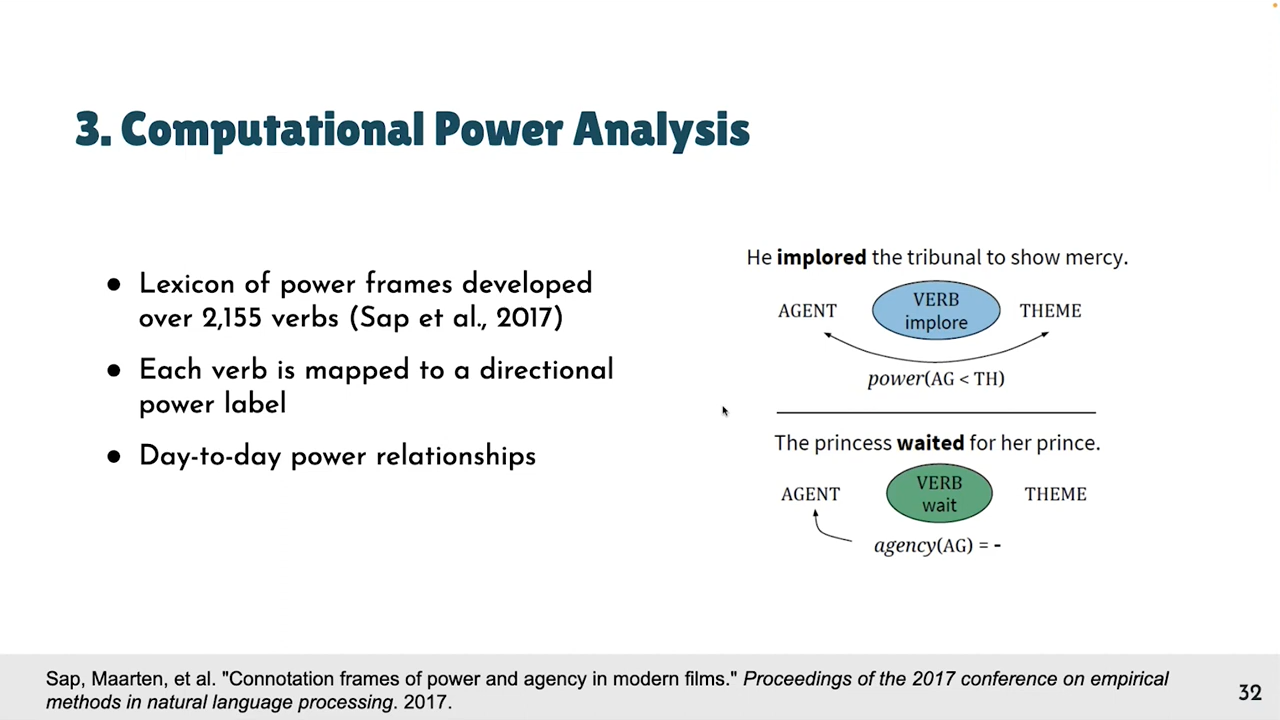 3. Computational Power Analysis
● Lexicon of power frames developed
over 2,155 verbs (Sap et al., 2017)
● Each verb is mapped to a directional
power label
● Day-to-day power relationships
He implored the tribunal to show mercy.
AGENT VERB THEME
implore
power(AG < TH)
The princess waited for her prince.
AGENT VERB THEME
wait
agency(AG) = -
Sap, Maarten, et al. "Connotation frames of power and agency in modern films." Proceedings of the 2017 conference on empirical
methods in natural language processing. 2017.
32